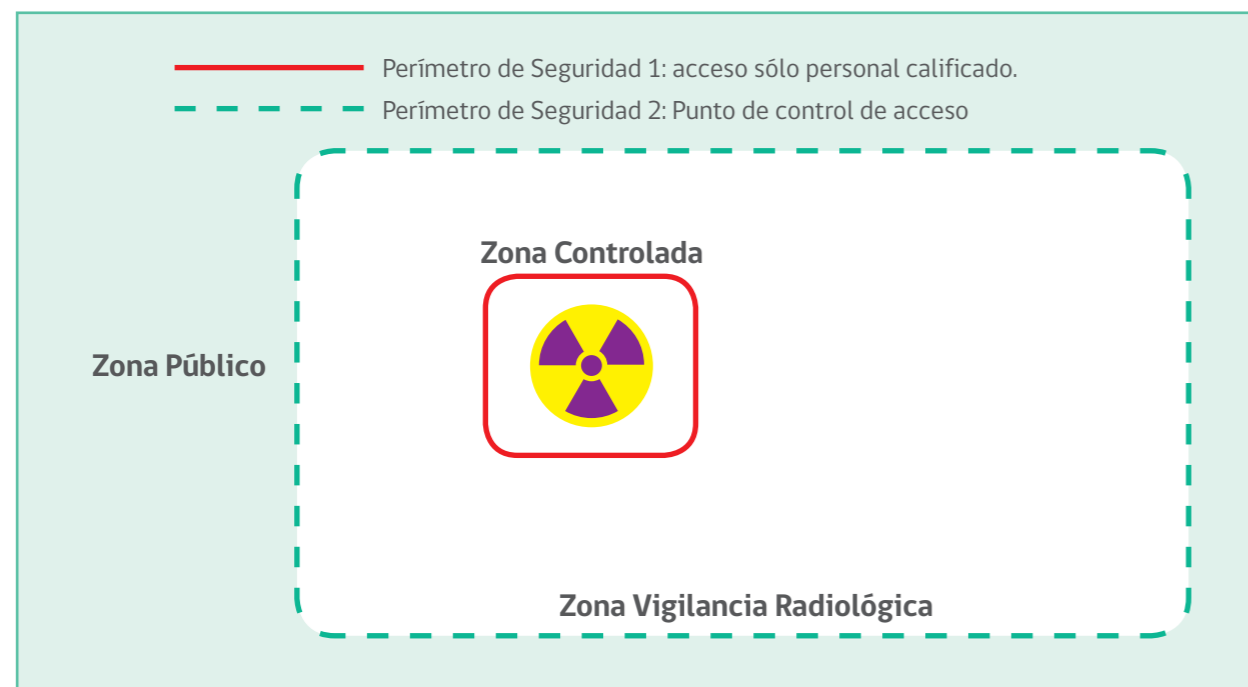 Perímetro de Seguridad 1: acceso sólo personal calificado.
Perímetro de Seguridad 2: Punto de control de acceso
Zona Controlada
Zona Público
Zona Vigilancia Radiológica